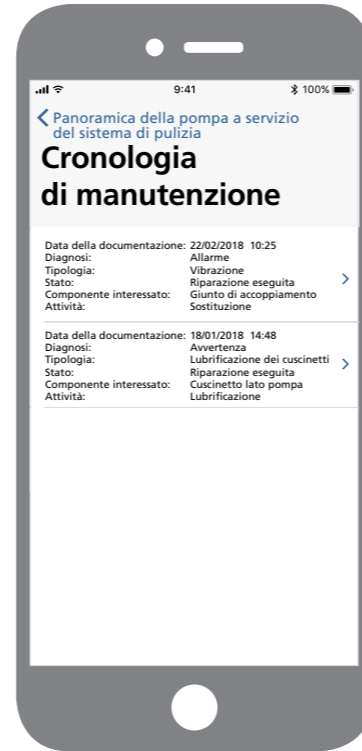 9:41
100%
Panoramica della pompa a servizio
del sistema di pulizia
Cronologia
di manutenzione
Data della documentazione: 22/02/2018 10:25
Diagnosi: Allarme
Tipologia: Vibrazione
Stato: Riparazione eseguita
Componente interessato: Giunto di accoppiamento
Attività: Sostituzione
Data della documentazione: 18/01/2018 14:48
Diagnosi: Avvertenza
Tipologia: Lubrificazione dei cuscinetti
Stato: Riparazione eseguita
Componente interessato: Cuscinetto lato pompa
Attività: Lubrificazione